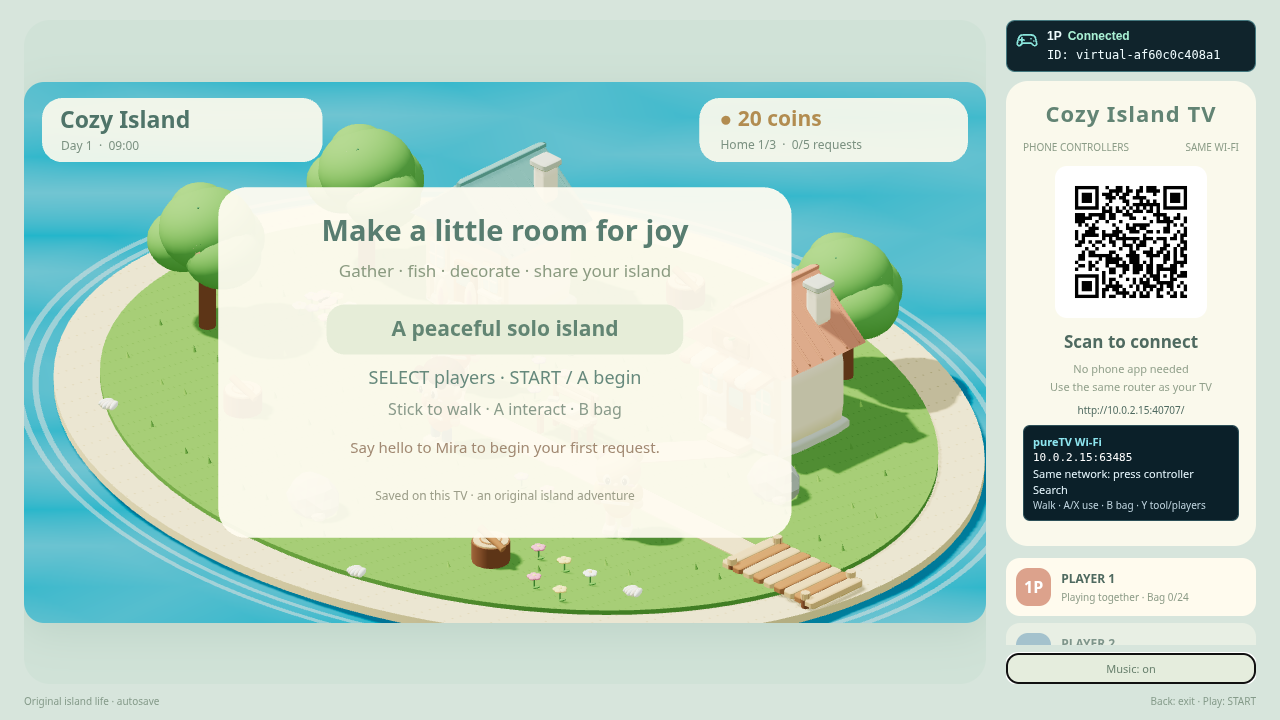 Cozy Island
Day 1 · 09:00
● 20 coins
Home 1/3 · 0/5 requests
Make a little room for joy
Gather · fish · decorate · share your island
A peaceful solo island
SELECT players · START / A begin
Stick to walk · A interact · B bag
Say hello to Mira to begin your first request.
Saved on this TV · an original island adventure
1P Connected
ID: virtual-af60c0c408a1
Cozy Island TV
PHONE CONTROLLERS
SAME WI-FI
Scan to connect
No phone app needed
Use the same router as your TV
http://10.0.2.15:40707/
pureTV Wi-Fi
10.0.2.15:63485
Same network: press controller
Search
Walk · A/X use · B bag · Y tool/players
1P
PLAYER 1
Playing together · Bag 0/24
PLAYER 2
Music: on
Original island life · autosave
Back: exit · Play: START